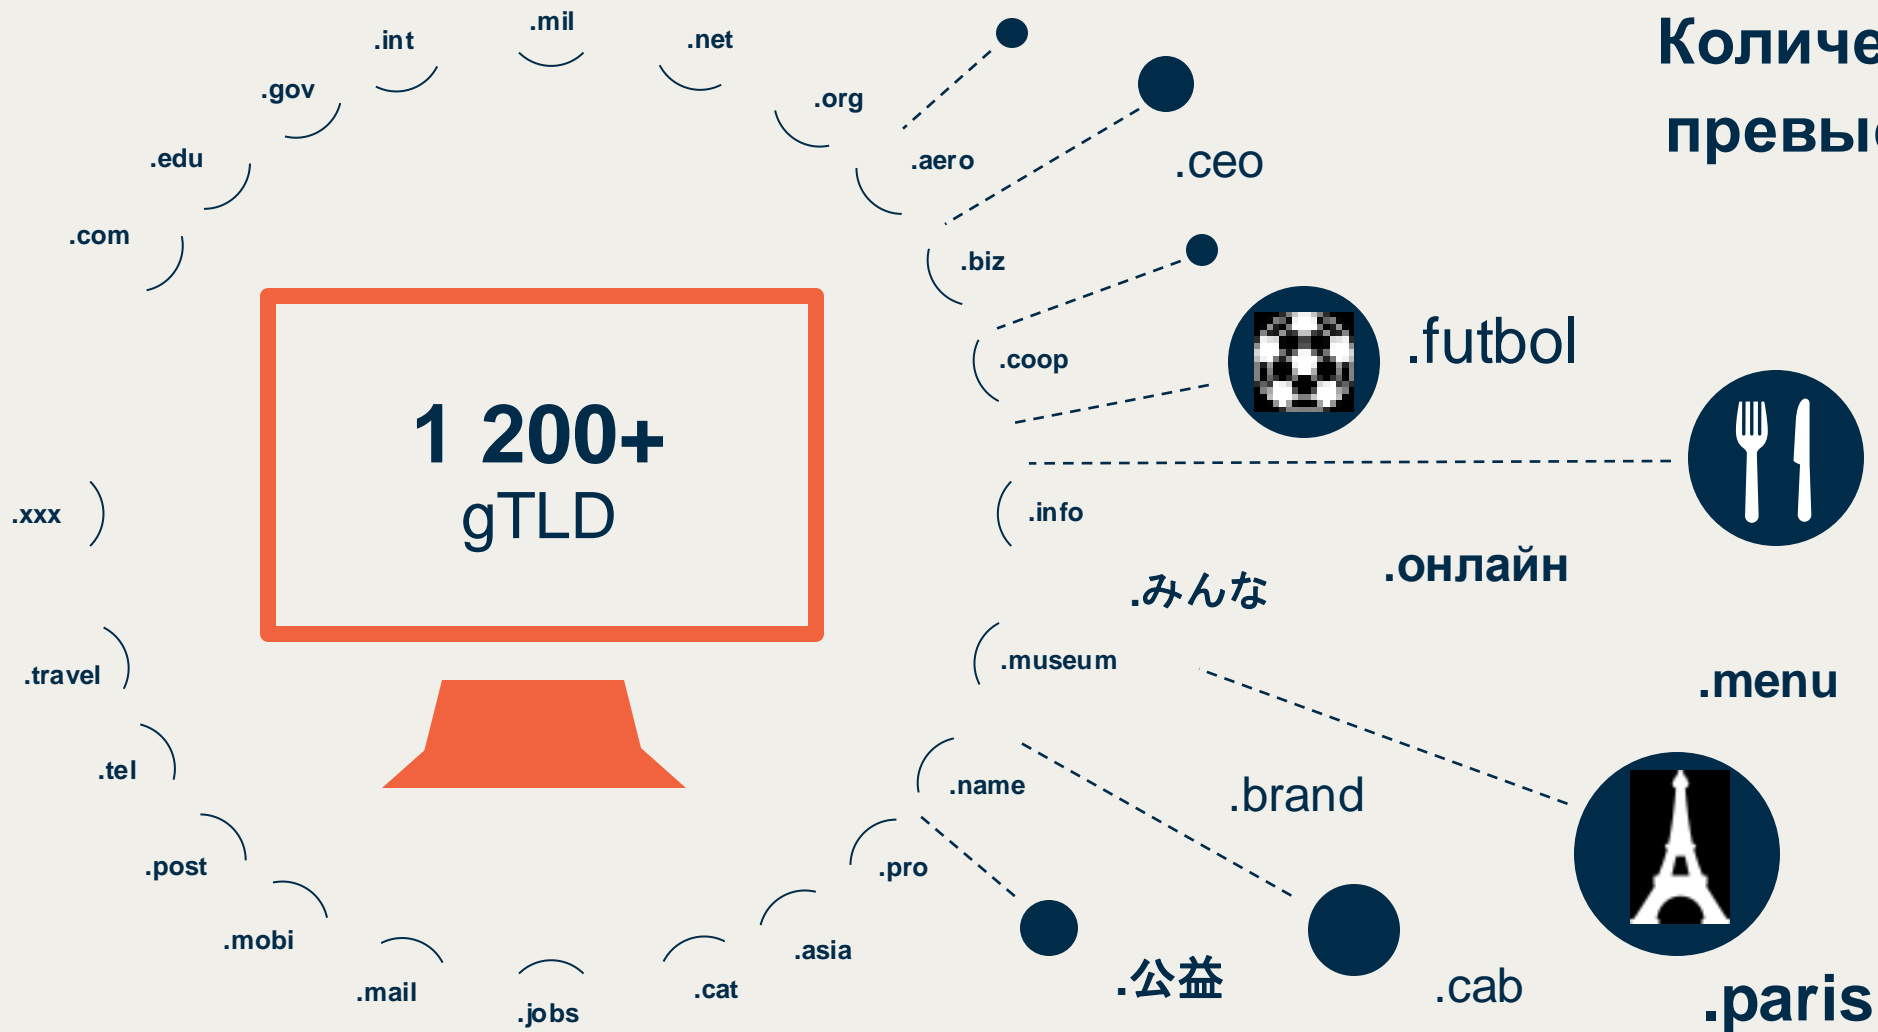 .mil
.int
.net
.gov
.org
.edu
.aero
.ceo
.com
.biz
.coop
.futbol
1 200+
gTLD
.xxx
.info
.онлайн
.みんな
.museum
.travel
.menu
.tel
.name
.brand
.post
.pro
.mobi
.asia
.mail
.cat
.jobs
.公益
.cab
.paris